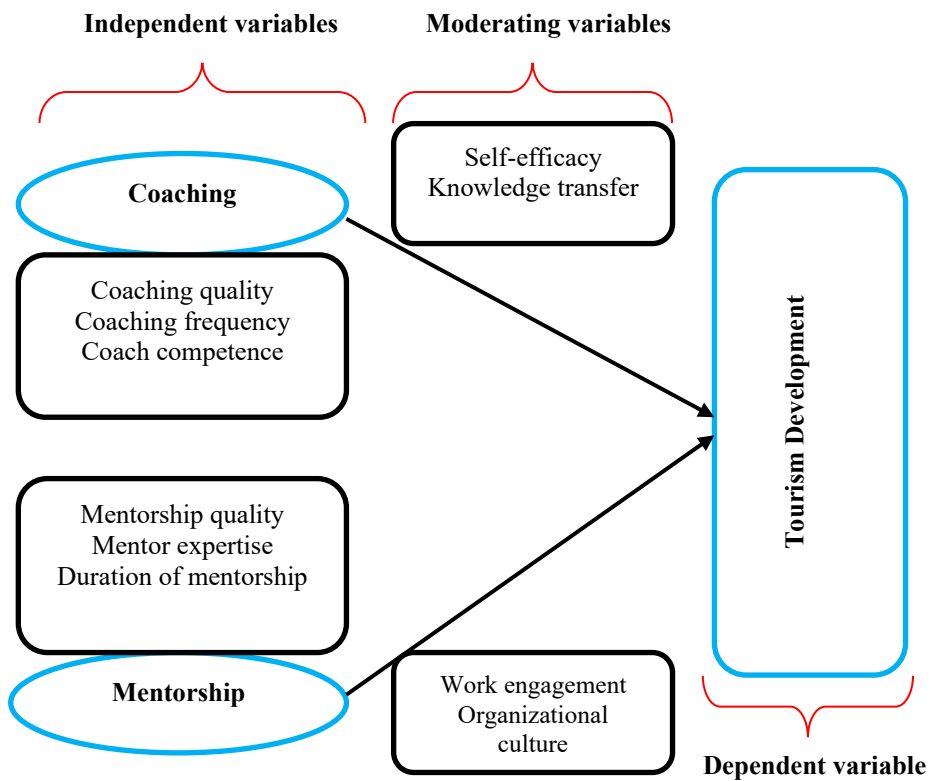 Independent variables
Moderating variables
Self-efficacy
Knowledge transfer
Coaching
Coaching quality
Coaching frequency
Coach competence
Tourism Development
Mentorship quality
Mentor expertise
Duration of mentorship
Mentorship
Work engagement
Organizational
culture
Dependent variable